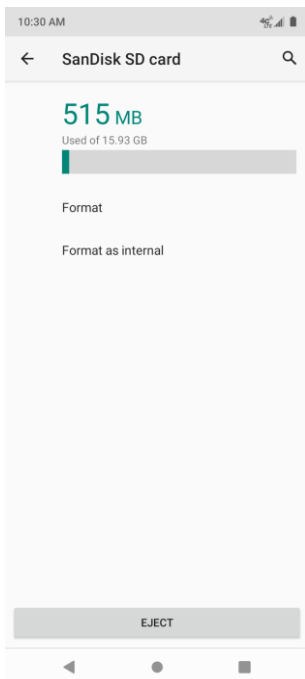 10:30 AM
SanDisk SD card
515 MB
Used of 15.93 GB
Format
Format as internal
EJECT